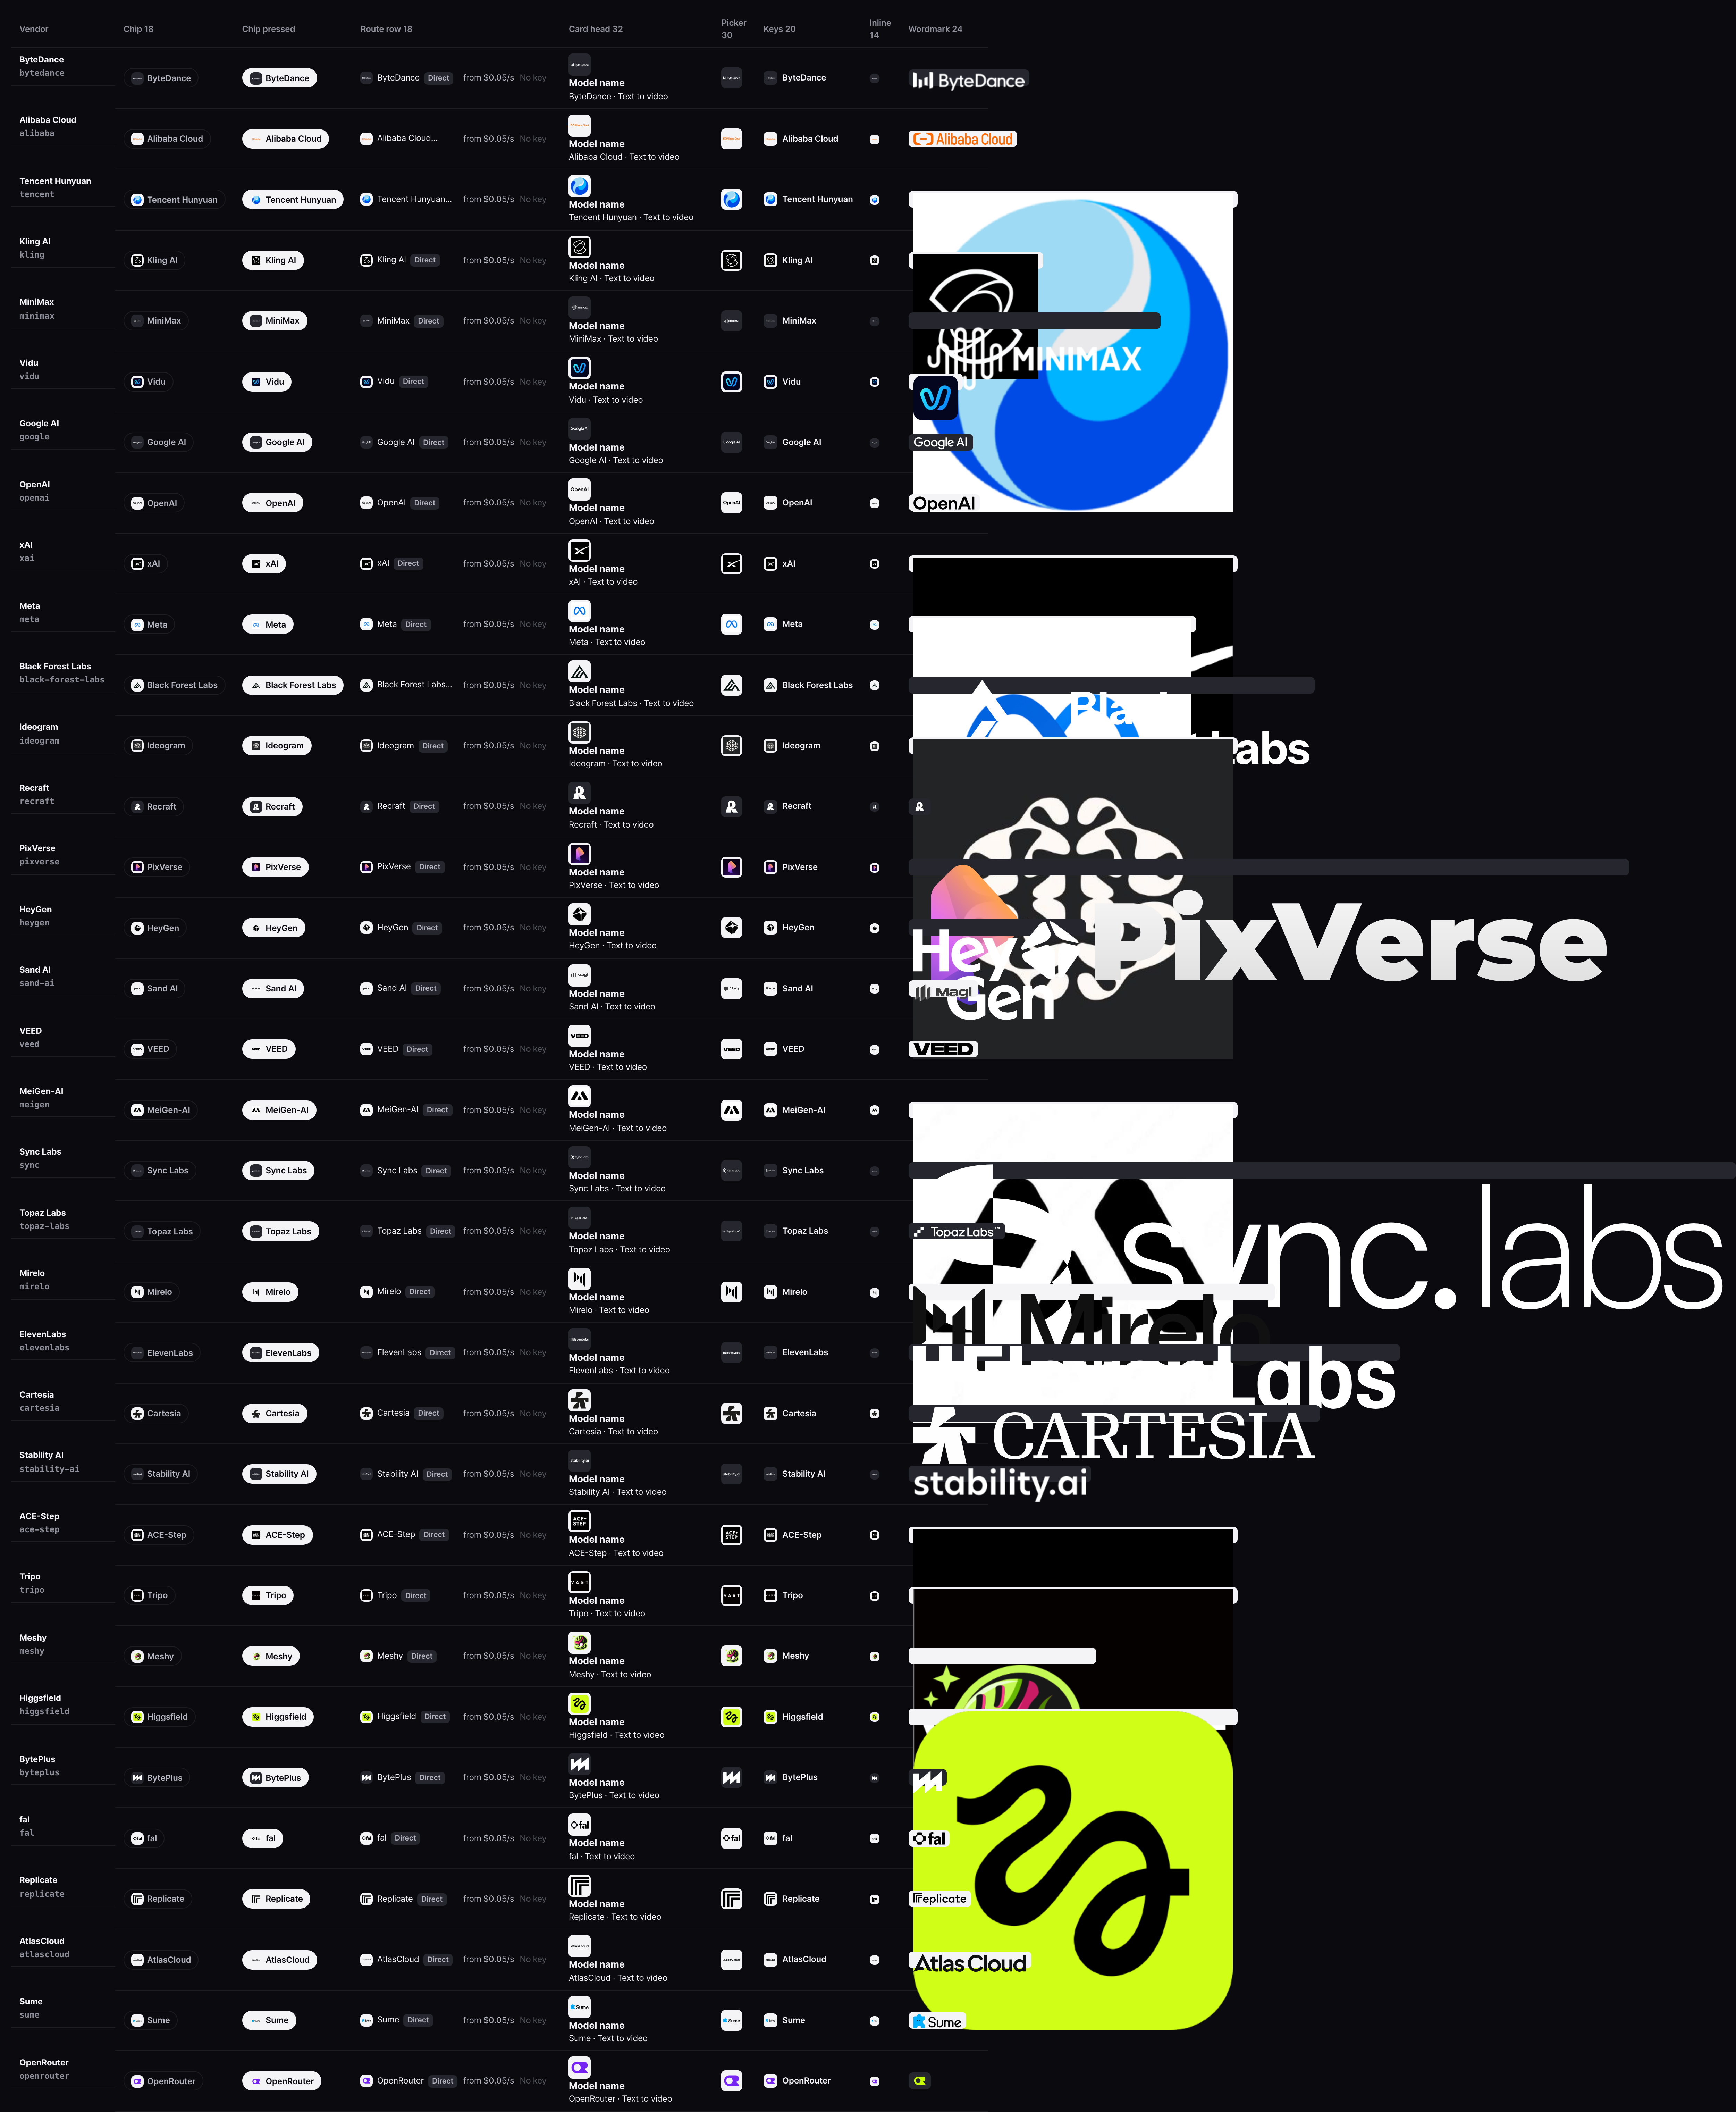 Vendor Chip 18 Chip pressed Route row 18 Card head 32 Picker 30 Keys 20 Inline 14 Wordmark 24
ByteDance
bytedance
ByteDance ByteDance ByteDance Direct from $0.05/s No key ByteDance ByteDance
Model name
ByteDance · Text to video
Alibaba Cloud
alibaba
Alibaba Cloud Alibaba Cloud Alibaba Cloud... from $0.05/s No key Alibaba Cloud Alibaba Cloud
Model name
Alibaba Cloud · Text to video
Tencent Hunyuan
tencent
Tencent Hunyuan Tencent Hunyuan Tencent Hunyuan... from $0.05/s No key Tencent Hunyuan
Model name
Tencent Hunyuan · Text to video
Kling AI
kling
Kling AI Kling AI Kling AI Direct from $0.05/s No key Kling AI
Model name
Kling AI · Text to video
MiniMax
minimax
MiniMax MiniMax MiniMax Direct from $0.05/s No key MiniMax MINIMAX
Model name
MiniMax · Text to video
Vidu
vidu
Vidu Vidu Vidu Direct from $0.05/s No key Vidu
Model name
Vidu · Text to video
Google AI
google
Google AI Google AI Google AI Direct from $0.05/s No key Google AI Google AI Google AI Google AI
Model name
Google AI · Text to video
OpenAI
openai
OpenAI OpenAI OpenAI Direct from $0.05/s No key OpenAI OpenAI OpenAI OpenAI
Model name
OpenAI · Text to video
xAI
xai
xAI xAI xAI Direct from $0.05/s No key xAI
Model name
xAI · Text to video
Meta
meta
Meta Meta Meta Direct from $0.05/s No key Meta
Model name
Meta · Text to video
Black Forest Labs
black-forest-labs
Black Forest Labs Black Forest Labs Black Forest Labs... from $0.05/s No key Black Forest Labs
Model name
Black Forest Labs · Text to video
Ideogram
ideogram
Ideogram Ideogram Ideogram Direct from $0.05/s No key Ideogram
Model name
Ideogram · Text to video
Recraft
recraft
Recraft Recraft Recraft Direct from $0.05/s No key Recraft
Model name
Recraft · Text to video
PixVerse
pixverse
PixVerse PixVerse PixVerse Direct from $0.05/s No key PixVerse PixVerse
Model name
PixVerse · Text to video
HeyGen
heygen
HeyGen HeyGen HeyGen Direct from $0.05/s No key HeyGen Hey Gen
Model name
HeyGen · Text to video
Sand AI
sand-ai
Sand AI Sand AI Sand AI Direct from $0.05/s No key Magi Magi Sand AI Magi
Model name
Sand AI · Text to video
VEED
veed
VEED VEED VEED Direct from $0.05/s No key VEED VEED VEED VEED
Model name
VEED · Text to video
MeiGen-AI
meigen
MeiGen-AI MeiGen-AI MeiGen-AI Direct from $0.05/s No key MeiGen-AI
Model name
MeiGen-AI · Text to video
Sync Labs
sync
Sync Labs Sync Labs Sync Labs Direct from $0.05/s No key Sync Labs sync.labs
Model name
Sync Labs · Text to video
Topaz Labs
topaz-labs
Topaz Labs Topaz Labs Topaz Labs Direct from $0.05/s No key Topaz Labs Topaz Labs™
Model name
Topaz Labs · Text to video
Mirelo
mirelo
Mirelo Mirelo Mirelo Direct from $0.05/s No key Mirelo Mirelo
Model name
Mirelo · Text to video
ElevenLabs
elevenlabs
ElevenLabs ElevenLabs ElevenLabs Direct from $0.05/s No key ElevenLabs
Model name
ElevenLabs · Text to video
Cartesia
cartesia
Cartesia Cartesia Cartesia Direct from $0.05/s No key Cartesia CARTESIA
Model name
Cartesia · Text to video
Stability AI
stability-ai
Stability AI Stability AI Stability AI Direct from $0.05/s No key stability.ai stability.ai Stability AI stability.ai
Model name
Stability AI · Text to video
ACE-Step
ace-step
ACE-Step ACE-Step ACE-Step Direct from $0.05/s No key ACE STEP ACE STEP ACE-Step
Model name
ACE-Step · Text to video
Tripo
tripo
Tripo Tripo Tripo Direct from $0.05/s No key VAST VAST Tripo
Model name
Tripo · Text to video
Meshy
meshy
Meshy Meshy Meshy Direct from $0.05/s No key Meshy
Model name
Meshy · Text to video
Higgsfield
higgsfield
Higgsfield Higgsfield Higgsfield Direct from $0.05/s No key Higgsfield
Model name
Higgsfield · Text to video
BytePlus
byteplus
BytePlus BytePlus BytePlus Direct from $0.05/s No key BytePlus
Model name
BytePlus · Text to video
fal
fal
fal fal fal Direct from $0.05/s No key fal fal fal fal
Model name
fal · Text to video
Replicate
replicate
Replicate Replicate Replicate Direct from $0.05/s No key Replicate replicate
Model name
Replicate · Text to video
AtlasCloud
atlascloud
AtlasCloud AtlasCloud AtlasCloud Direct from $0.05/s No key AtlasCloud Atlas Cloud
Model name
AtlasCloud · Text to video
Sume
sume
Sume Sume Sume Direct from $0.05/s No key Sume Sume Sume Sume
Model name
Sume · Text to video
OpenRouter
openrouter
OpenRouter OpenRouter OpenRouter Direct from $0.05/s No key OpenRouter
Model name
OpenRouter · Text to video